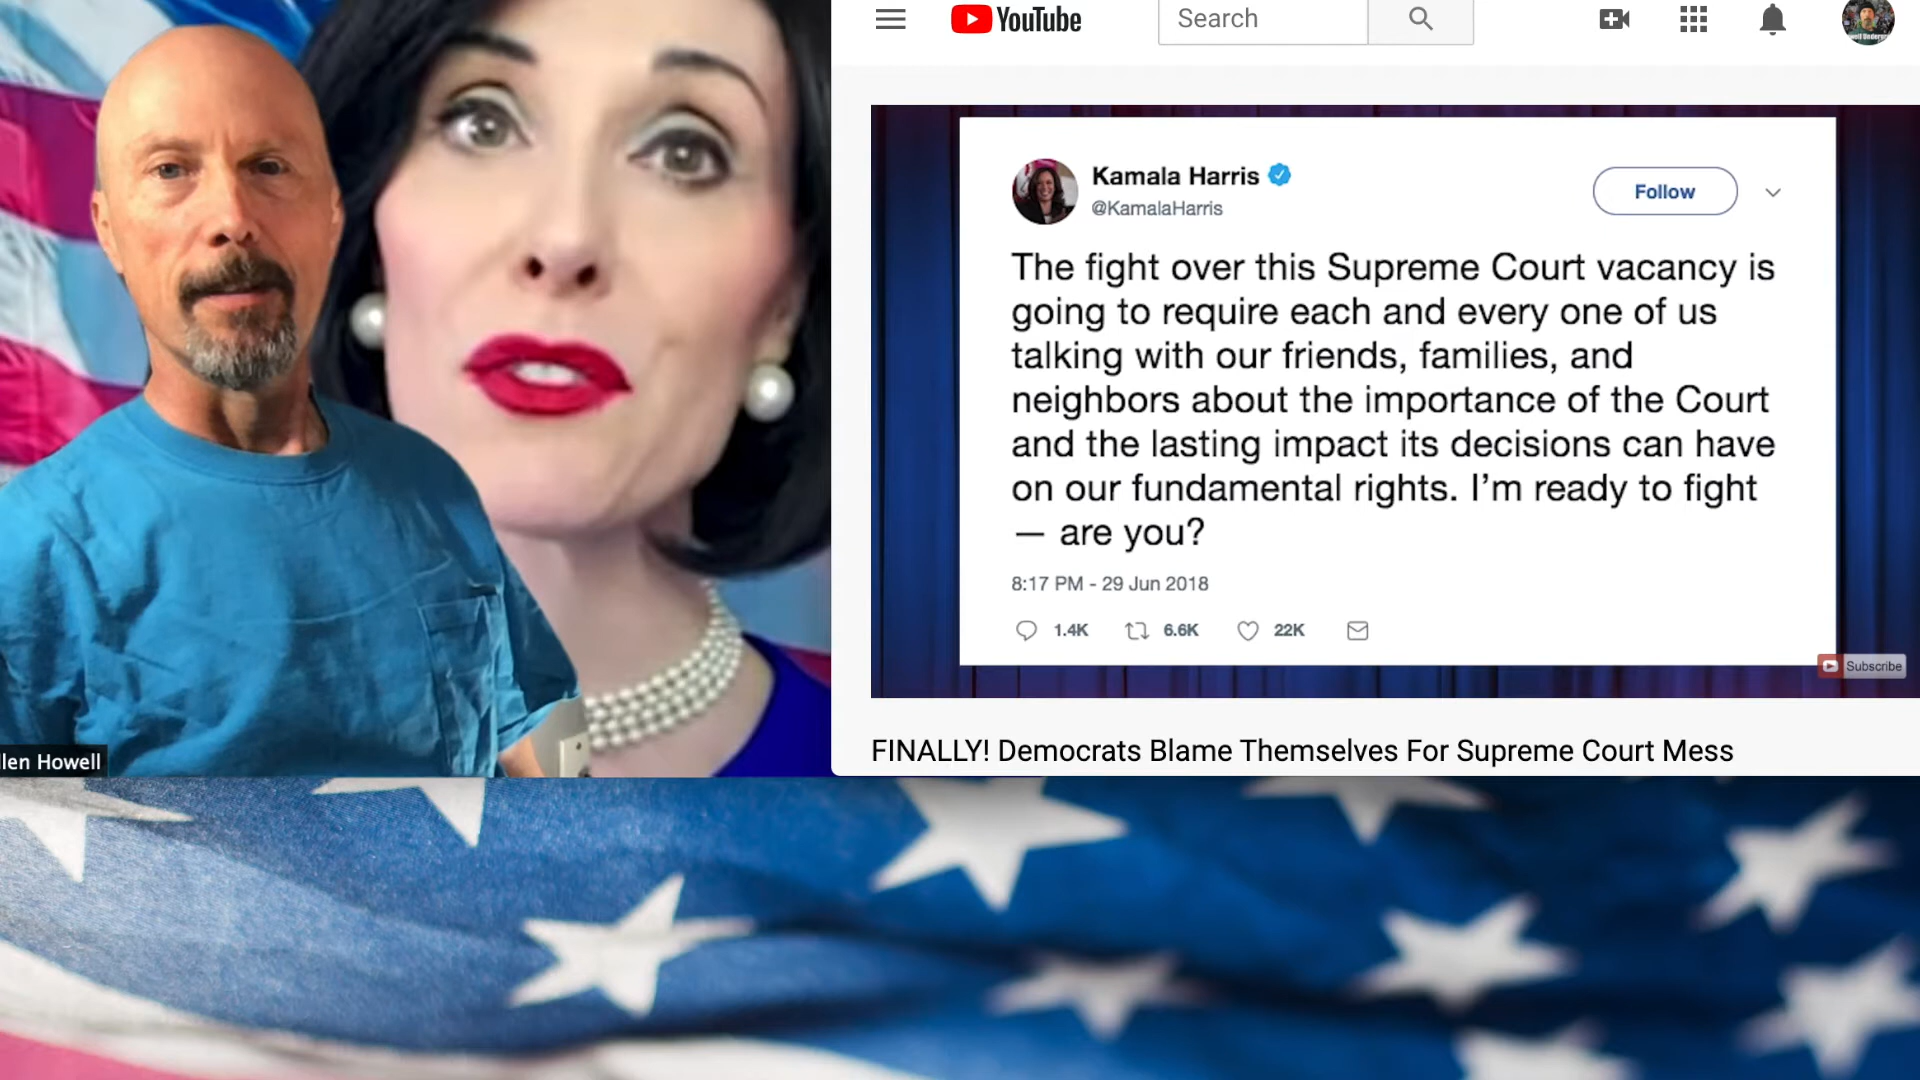 YouTube
Search
Kamala Harris
@KamalaHarris
Follow
The fight over this Supreme Court vacancy is
going to require each and every one of us
talking with our friends, families, and
neighbors about the importance of the Court
and the lasting impact its decisions can have
on our fundamental rights. I’m ready to fight
— are you?
8:17 PM - 29 Jun 2018
1.4K 6.6K 22K
Subscribe
FINALLY! Democrats Blame Themselves For Supreme Court Mess
llen Howell